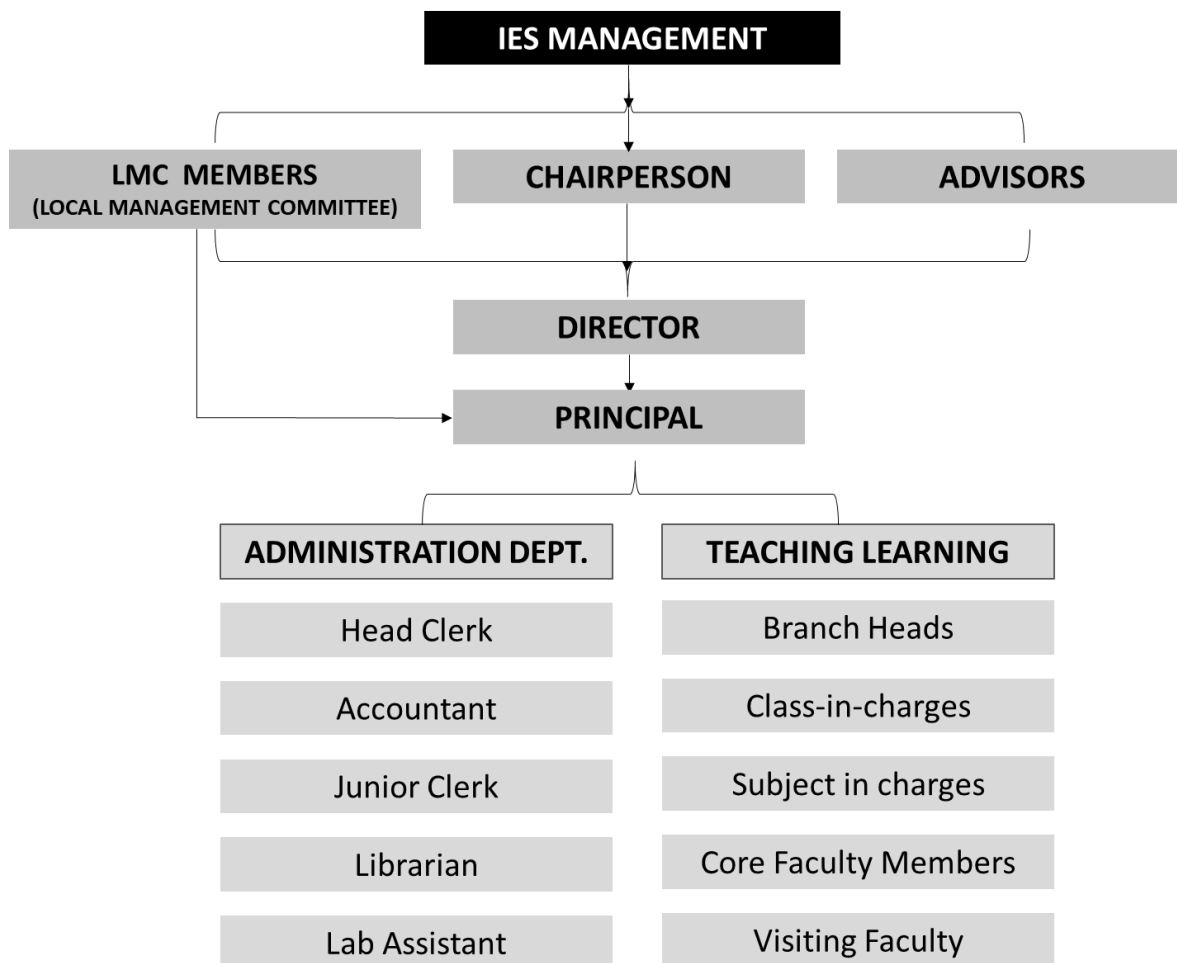 IES MANAGEMENT
LMC MEMBERS
(LOCAL MANAGEMENT COMMITTEE)
CHAIRPERSON
ADVISORS
DIRECTOR
PRINCIPAL
ADMINISTRATION DEPT.
Head Clerk
Accountant
Junior Clerk
Librarian
Lab Assistant
TEACHING LEARNING
Branch Heads
Class-in-charges
Subject in charges
Core Faculty Members
Visiting Faculty